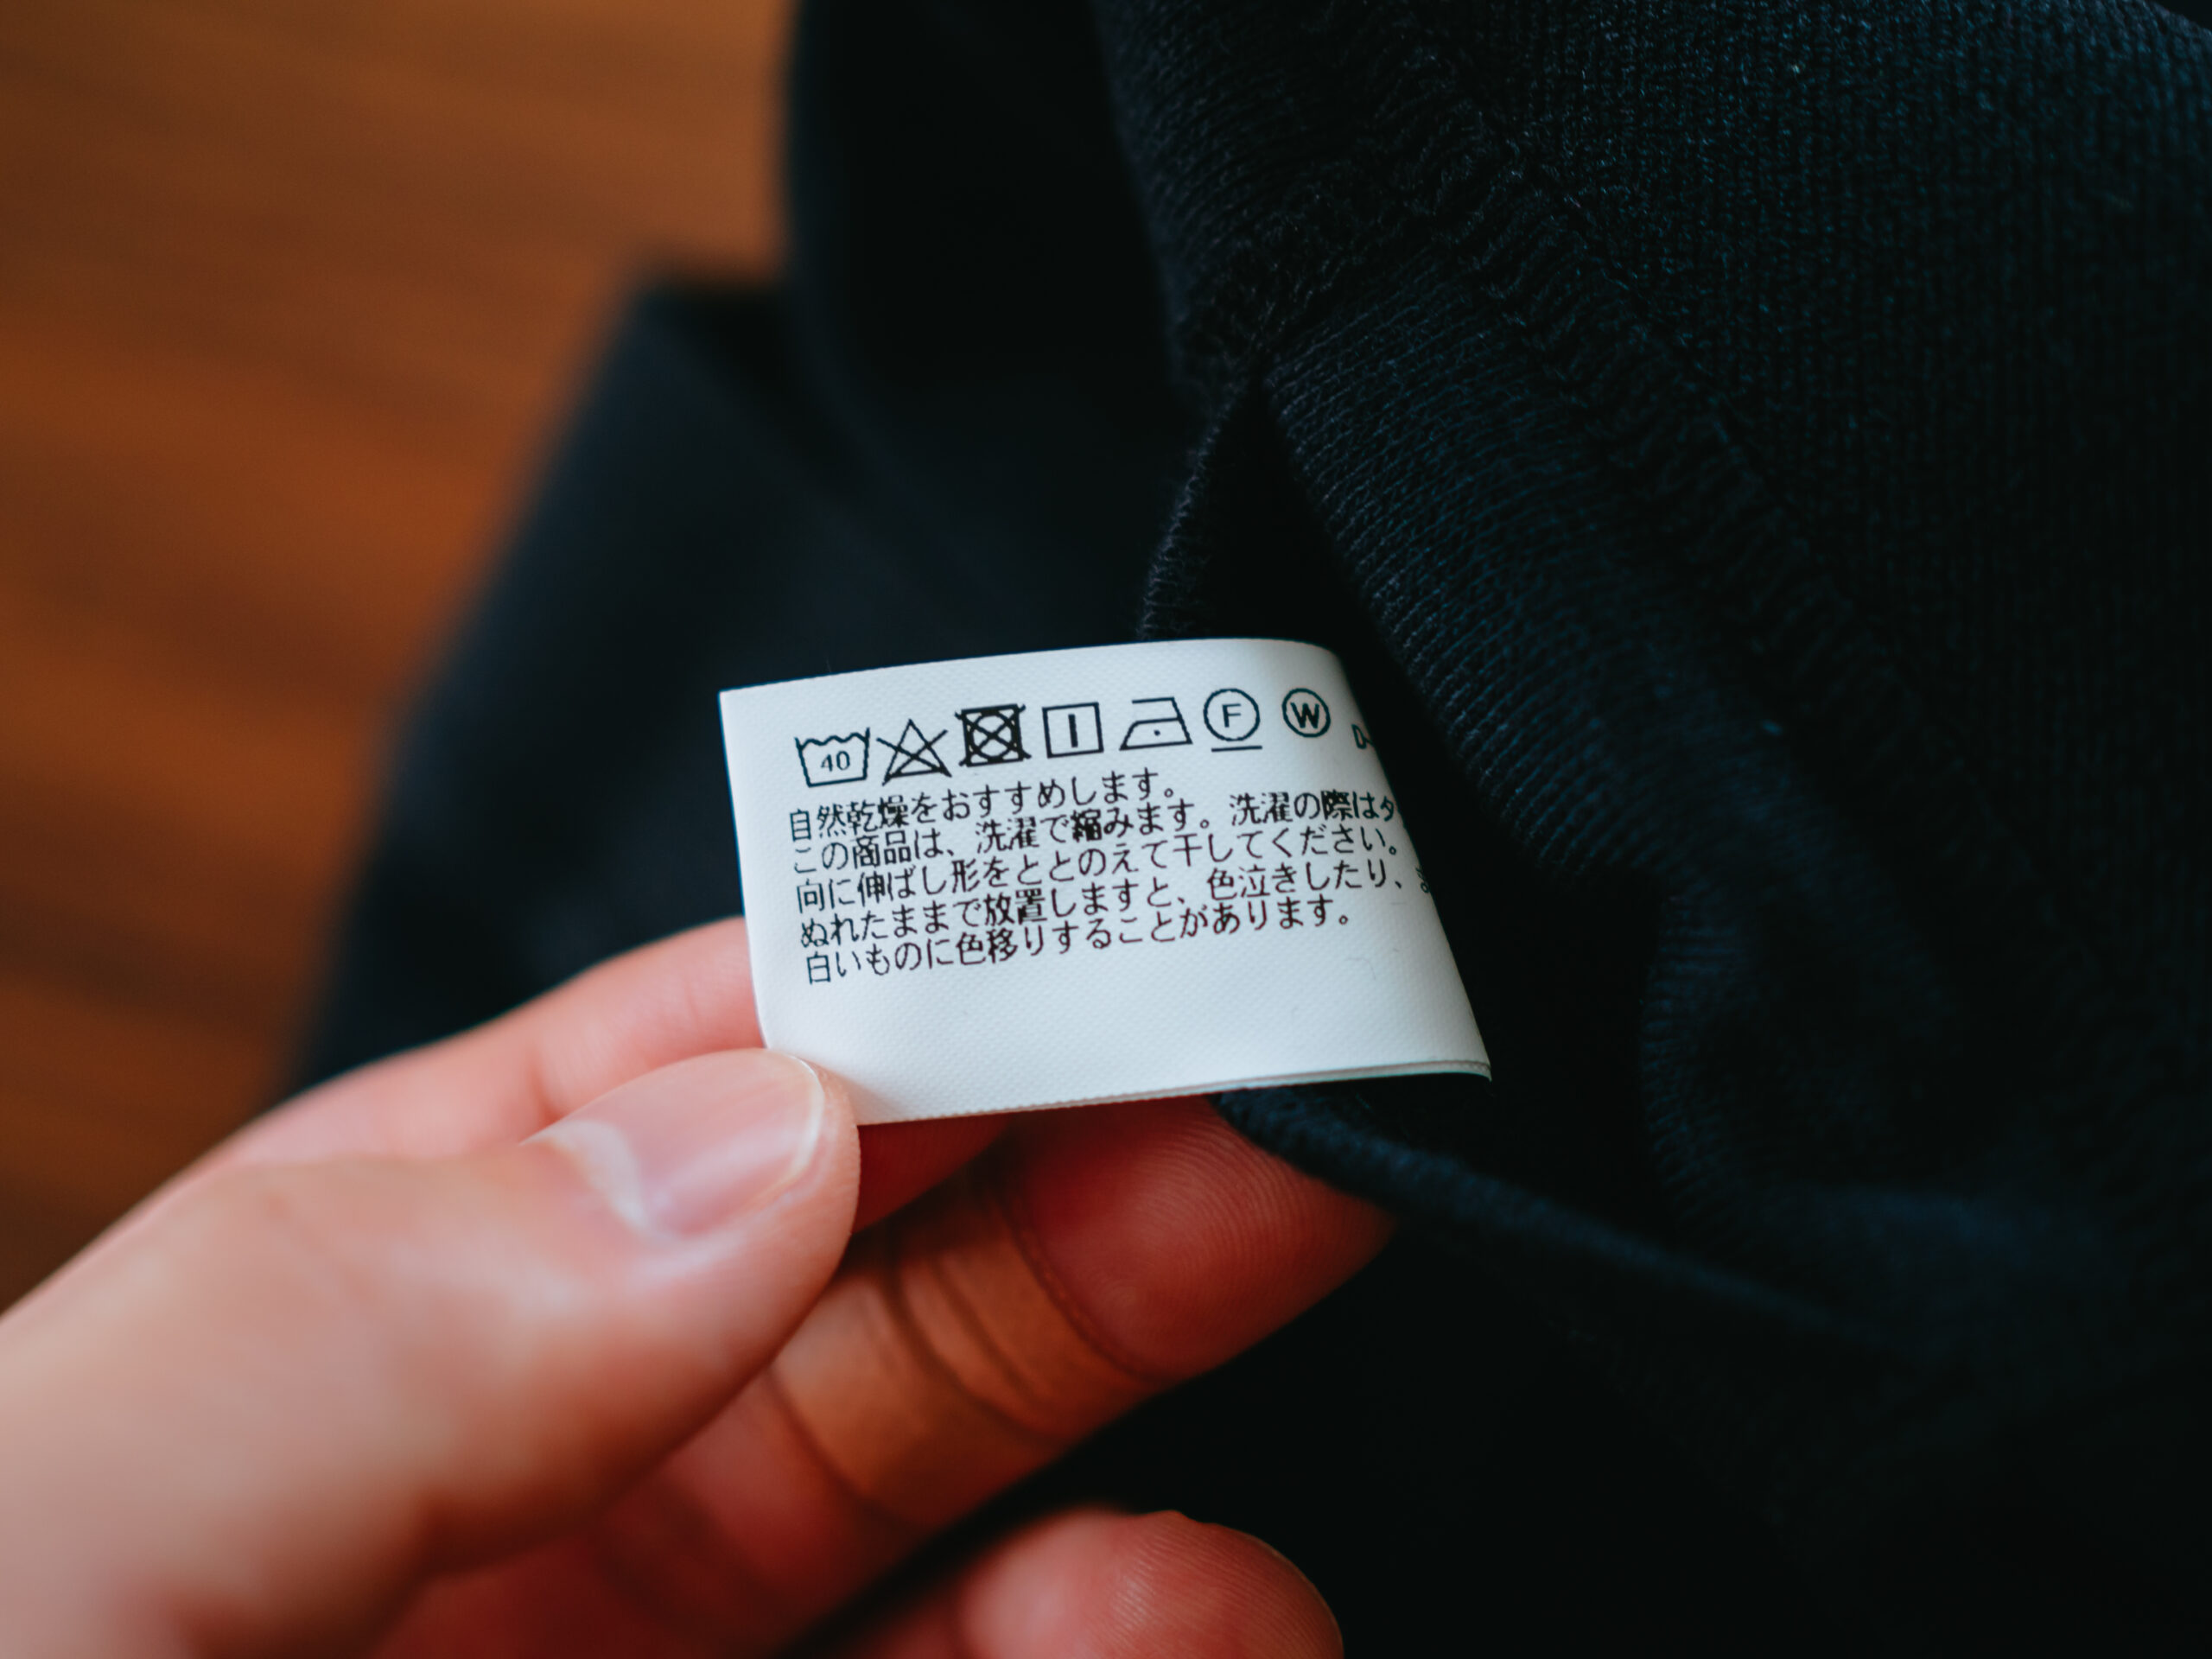 40 F W
自然乾燥をおすすめします。
この商品は、洗濯で縮みます。洗濯の際は
向に伸ばし形をととのえて干してください。
ぬれたままで放置しますと、色泣きしたり、
白いものに色移りすることがあります。